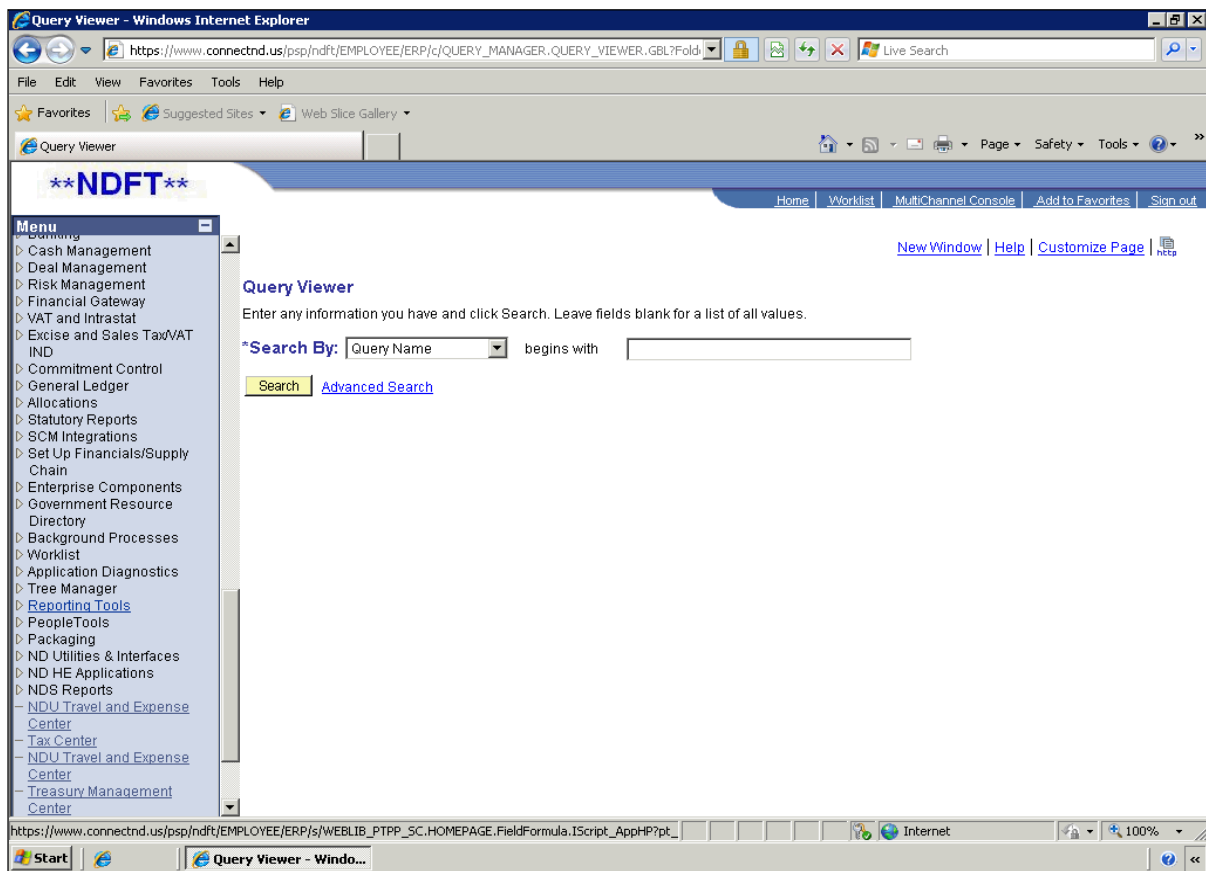 Query Viewer - Windows Internet Explorer
https://www.connectnd.us/psp/ndft/EMPLOYEE/ERP/c/QUERY_MANAGER.QUERY_VIEWER.GBL?Fold
Live Search
File Edit View Favorites Tools Help
Favorites Suggested Sites Web Slice Gallery
Query Viewer Page Safety Tools »
**NDFT**
Home | Worklist | MultiChannel Console | Add to Favorites | Sign out
Menu
New Window | Help | Customize Page | http
Banking
Cash Management
Deal Management
Risk Management
Financial Gateway
VAT and Intrastat
Excise and Sales Tax/VAT
IND
Commitment Control
General Ledger
Allocations
Statutory Reports
SCM Integrations
Set Up Financials/Supply
Chain
Enterprise Components
Government Resource
Directory
Background Processes
Worklist
Application Diagnostics
Tree Manager
Reporting Tools
PeopleTools
Packaging
ND Utilities & Interfaces
ND HE Applications
NDS Reports
– NDU Travel and Expense
Center
– Tax Center
– NDU Travel and Expense
Center
– Treasury Management
Center
Query Viewer
Enter any information you have and click Search. Leave fields blank for a list of all values.
*Search By: Query Name begins with
Search Advanced Search
https://www.connectnd.us/psp/ndft/EMPLOYEE/ERP/s/WEBLIB_PTPP_SC.HOMEPAGE.FieldFormula.IScript_AppHP?pt_ Internet 100%
Start Query Viewer - Windo... «